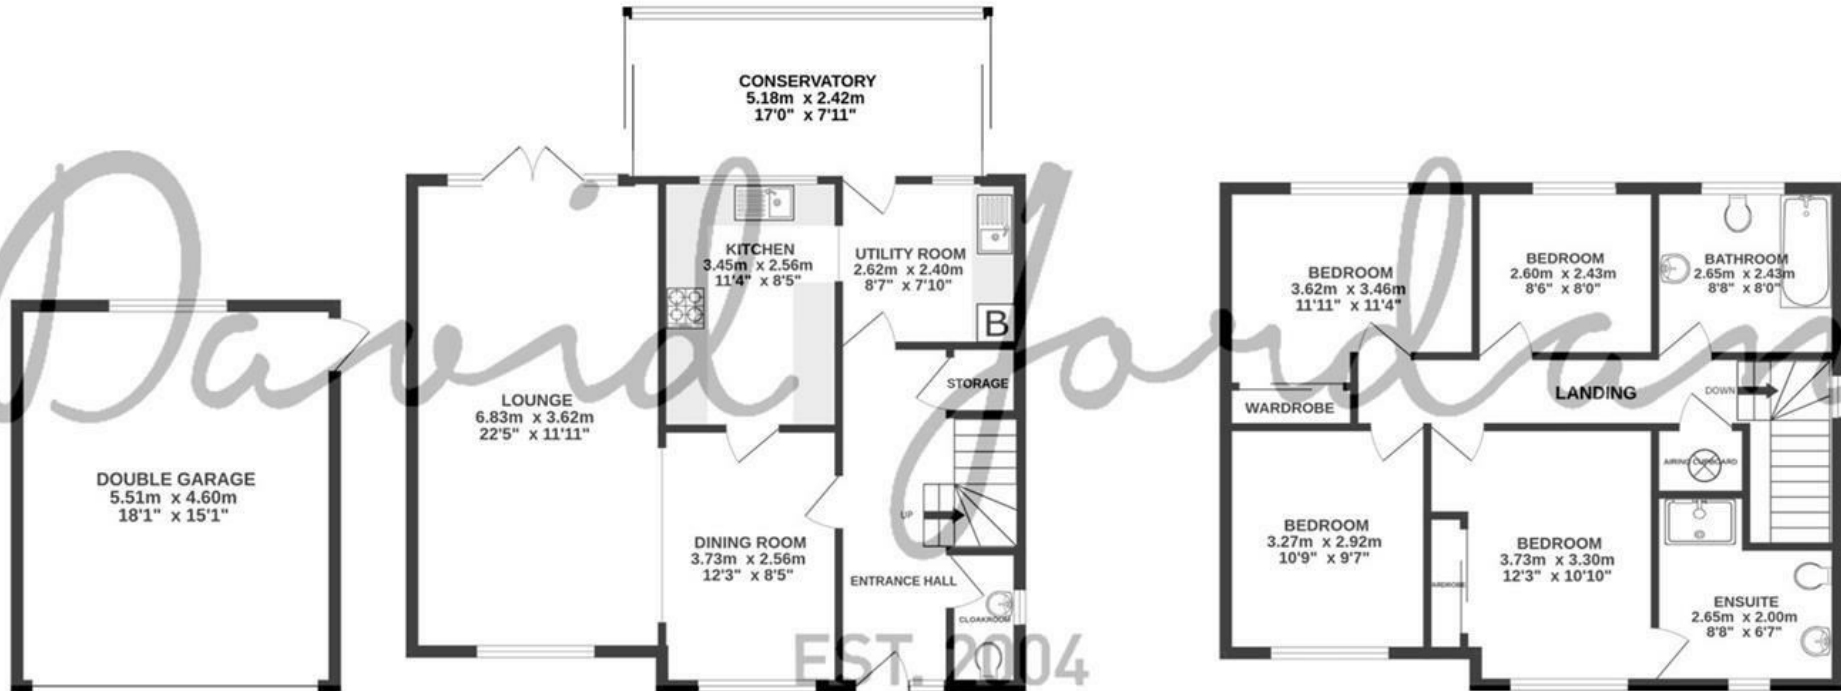 David Jordan
EST. 2004
DOUBLE GARAGE
5.51m x 4.60m
18'1" x 15'1"
CONSERVATORY
5.18m x 2.42m
17'0" x 7'11"
LOUNGE
6.83m x 3.62m
22'5" x 11'11"
KITCHEN
3.45m x 2.56m
11'4" x 8'5"
UTILITY ROOM
2.62m x 2.40m
8'7" x 7'10"
B
STORAGE
UP
DINING ROOM
3.73m x 2.56m
12'3" x 8'5"
ENTRANCE HALL
CLOAKROOM
BEDROOM
3.62m x 3.46m
11'11" x 11'4"
BEDROOM
2.60m x 2.43m
8'6" x 8'0"
BATHROOM
2.65m x 2.43m
8'8" x 8'0"
WARDROBE
LANDING
DOWN
AIRING CUPBOARD
BEDROOM
3.27m x 2.92m
10'9" x 9'7"
BEDROOM
3.73m x 3.30m
12'3" x 10'10"
ENSUITE
2.65m x 2.00m
8'8" x 6'7"